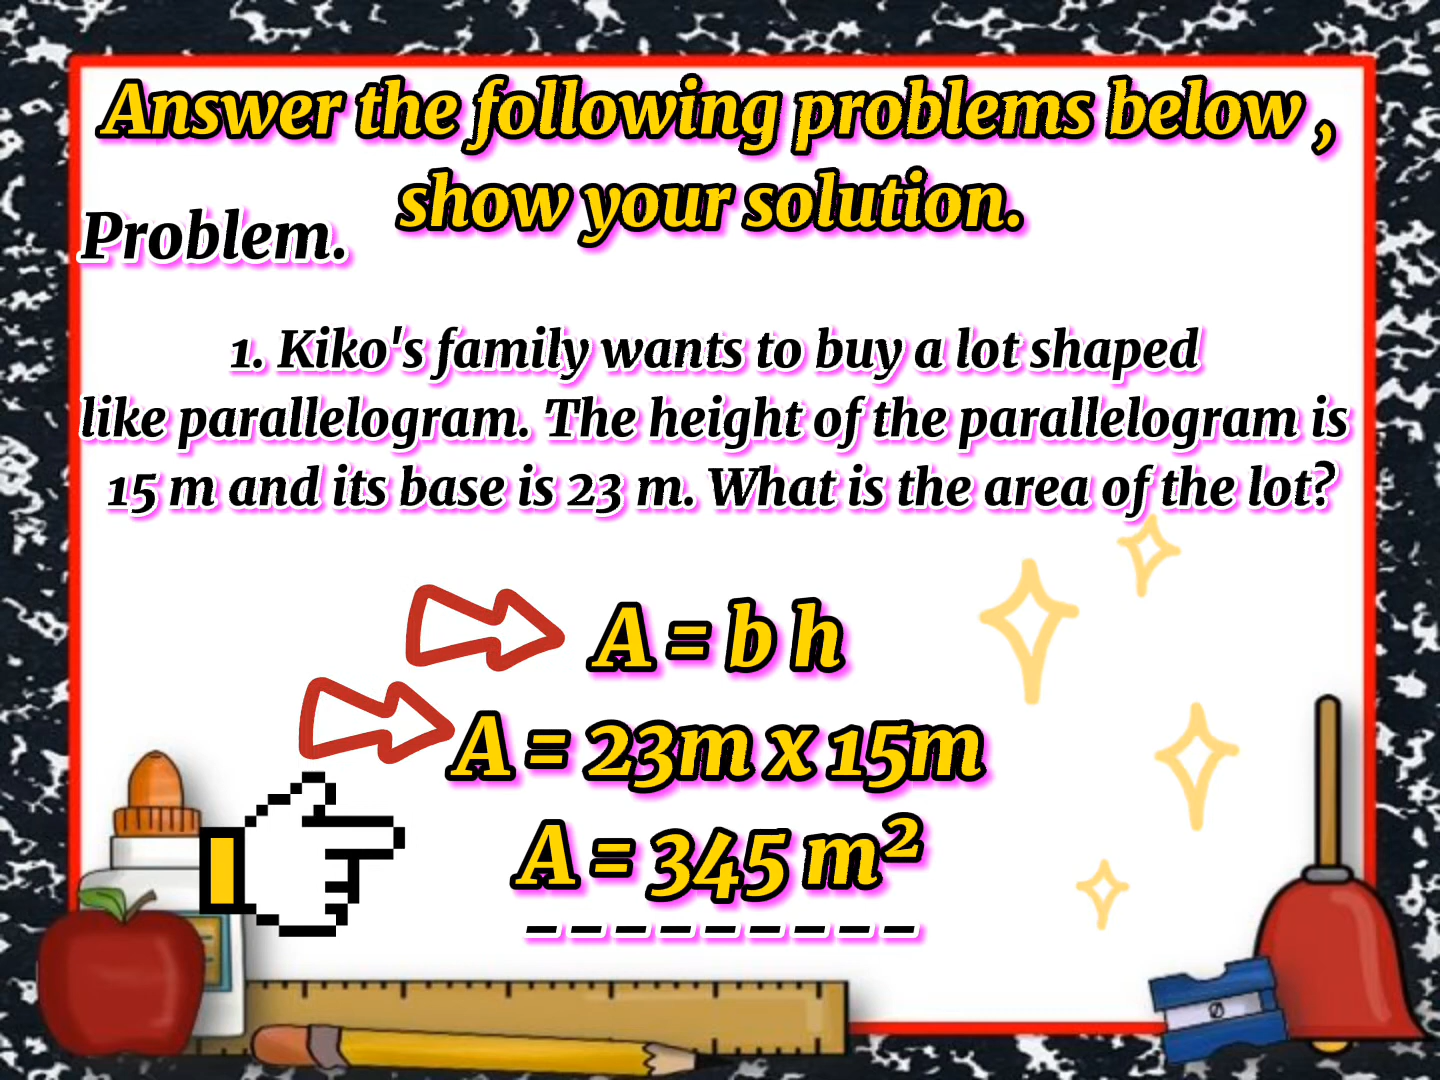 Answer the following problems below ,
show your solution.
Problem.
1. Kiko's family wants to buy a lot shaped
like parallelogram. The height of the parallelogram is
15 m and its base is 23 m. What is the area of the lot?
A = b h
A = 23m x 15m
A = 345 m²
_ _ _ _ _ _ _ _ _